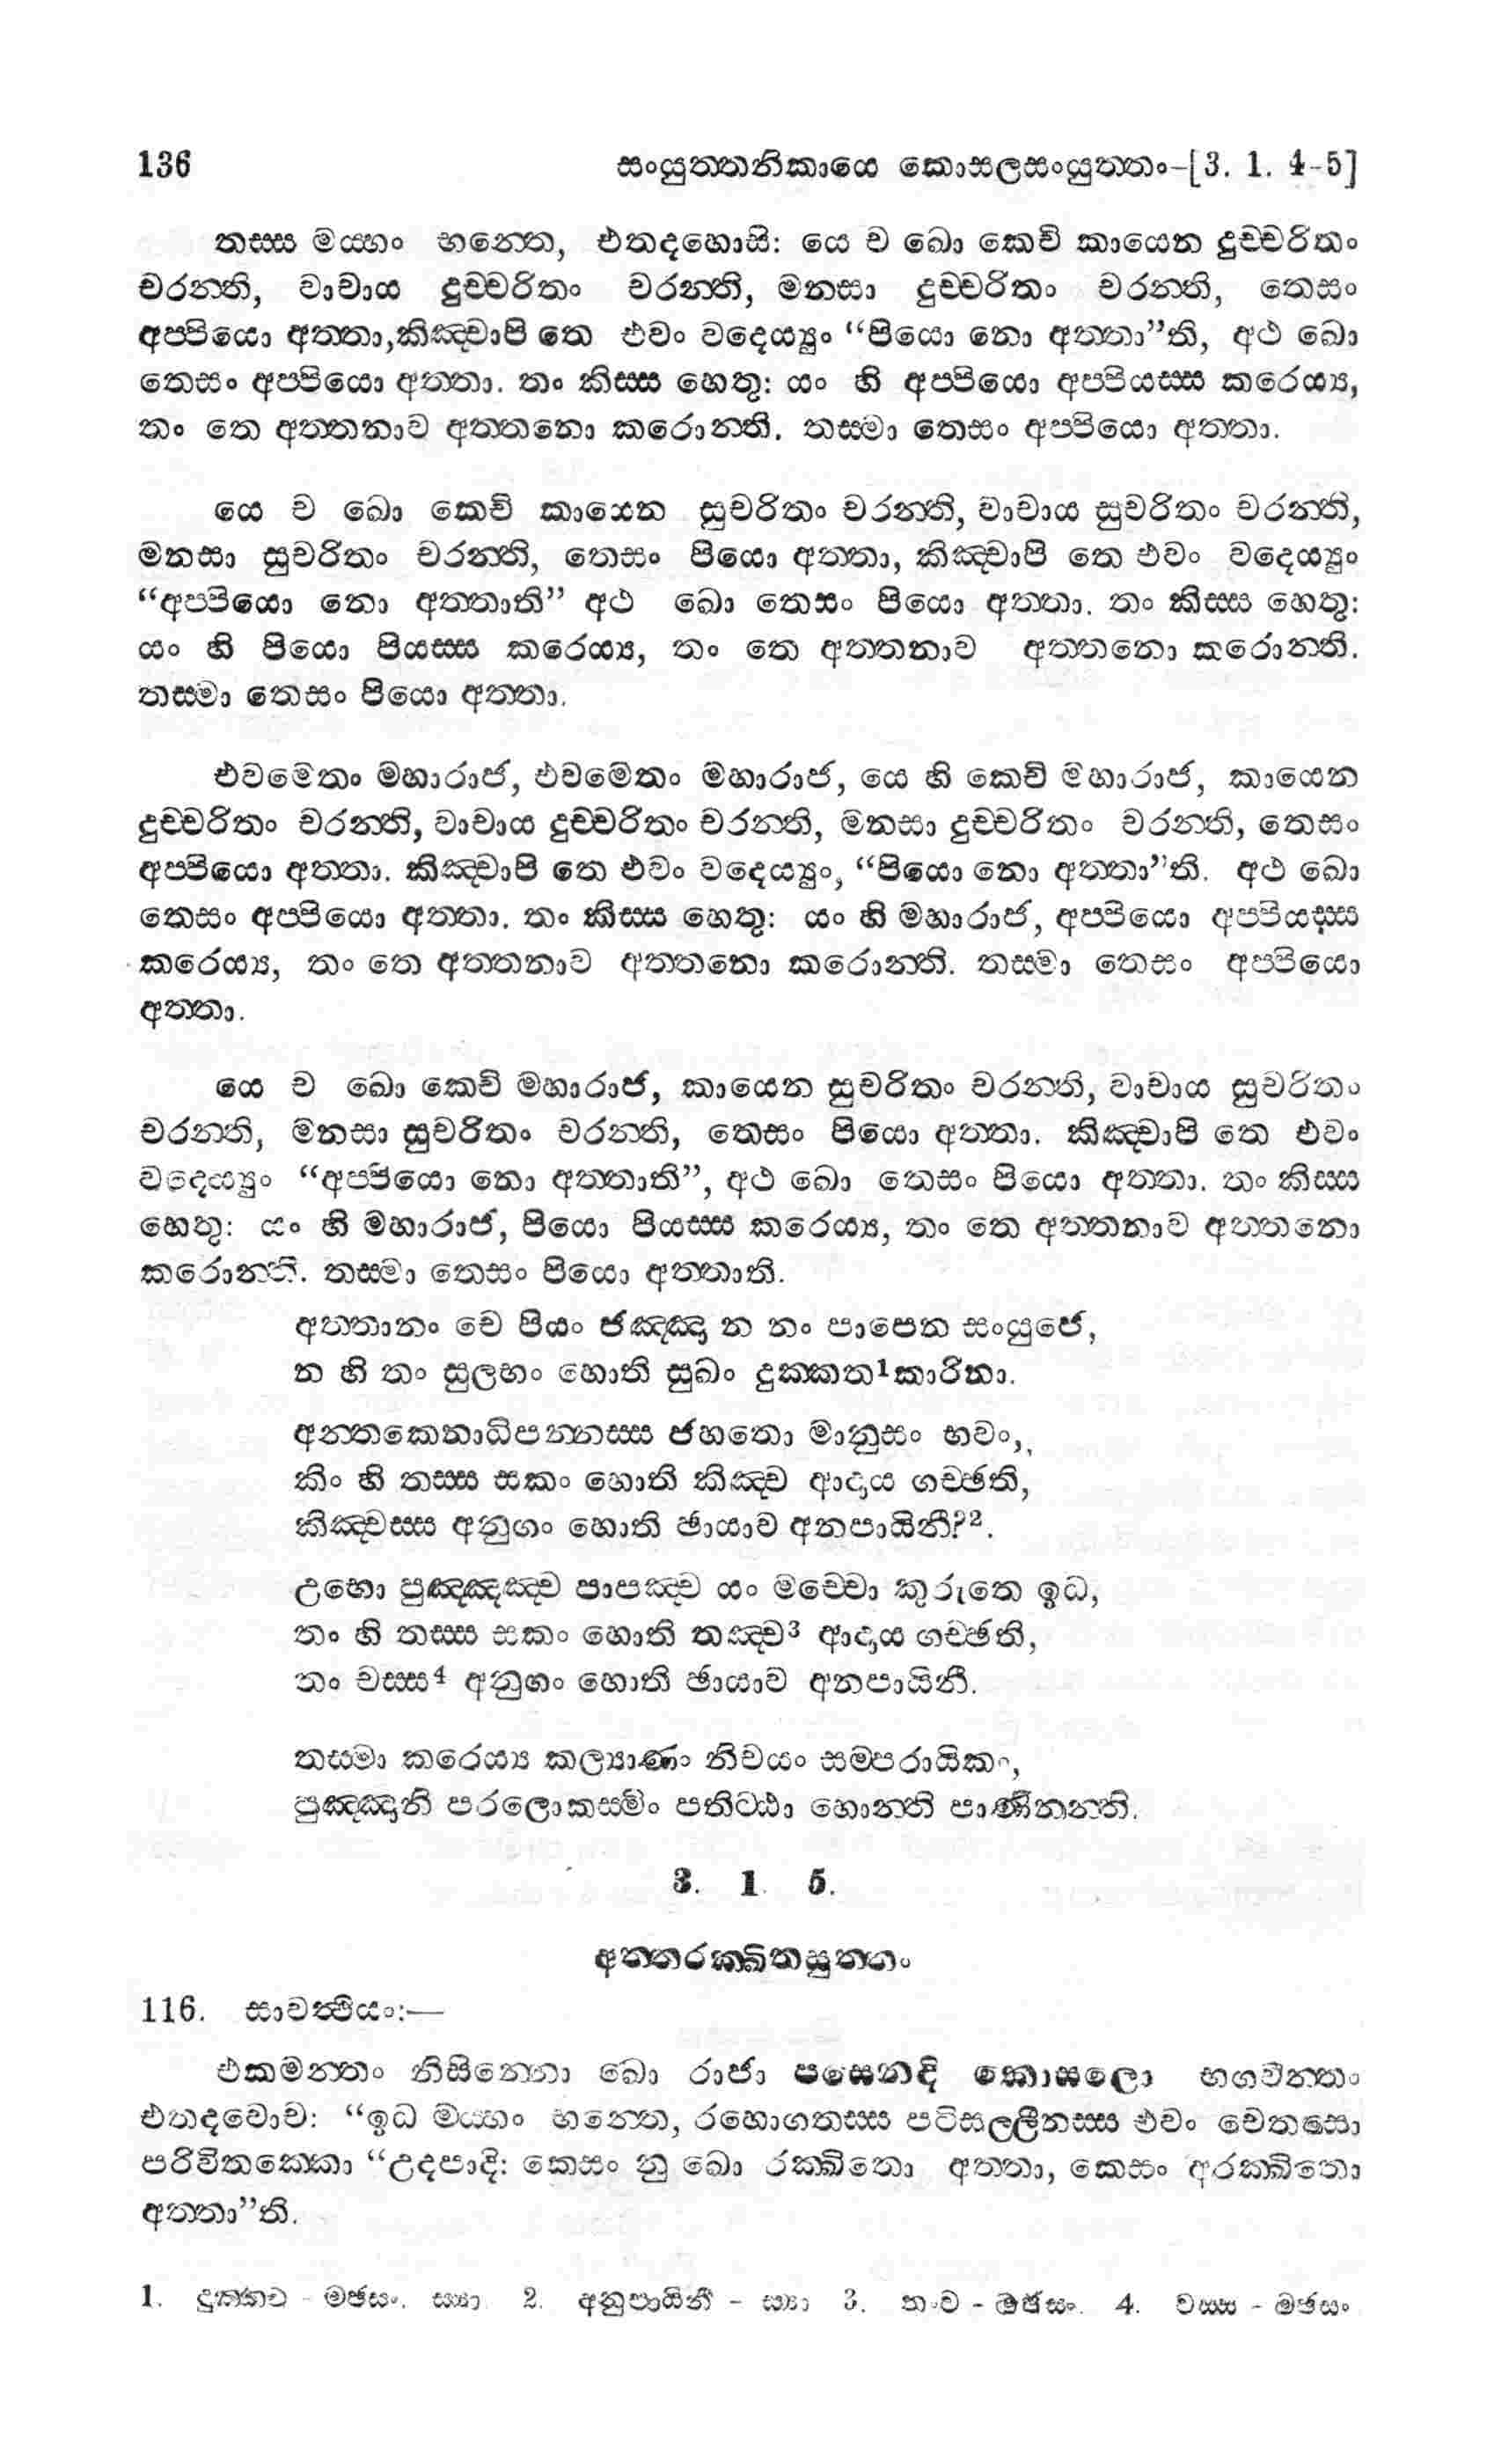 136 සංයුත්තනිකායෙ කොසලසංයුත්තං-[3. 1. 4-5]
තස්ස මය්හං භන්තෙ, එතදහොසි: යෙ ච ඛො කෙචි කායෙන දුච්චරිතං
චරන්ති, වාචාය දුච්චරිතං චරන්ති, මනසා දුච්චරිතං චරන්ති, තෙසං
අප්පියො අත්තා,කිඤ්චාපි තෙ එවං වදෙය්‍යුං “පියො නො අත්තා”ති, අථ ඛො
තෙසං අප්පියො අත්තා. තං කිස්ස හෙතු: යං හි අප්පියො අප්පියස්ස කරෙය්‍ය,
තං තෙ අත්තනාව අත්තනො කරොන්ති. තස්මා තෙසං අප්පියො අත්තා.
යෙ ච ඛො කෙචි කායෙන සුචරිතං චරන්ති, වාචාය සුචරිතං චරන්ති,
මනසා සුචරිතං චරන්ති, තෙසං පියො අත්තා, කිඤ්චාපි තෙ එවං වදෙය්‍යුං
“අප්පියො නො අත්තාති” අථ ඛො තෙසං පියො අත්තා. තං කිස්ස හෙතු:
යං හි පියො පියස්ස කරෙය්‍ය, තං තෙ අත්තනාව අත්තනො කරොන්ති.
තස්මා තෙසං පියො අත්තා.
එවමෙතං මහාරාජ, එවමෙතං මහාරාජ, යෙ හි කෙචි මහාරාජ, කායෙන
දුච්චරිතං චරන්ති, වාචාය දුච්චරිතං චරන්ති, මනසා දුච්චරිතං චරන්ති, තෙසං
අප්පියො අත්තා. කිඤ්චාපි තෙ එවං වදෙය්‍යුං, “පියො නො අත්තා”ති. අථ ඛො
තෙසං අප්පියො අත්තා. තං කිස්ස හෙතු: යං හි මහාරාජ, අප්පියො අප්පියස්ස
කරෙය්‍ය, තං තෙ අත්තනාව අත්තනො කරොන්ති. තස්මා තෙසං අප්පියො
අත්තා.
යෙ ච ඛො කෙචි මහාරාජ, කායෙන සුචරිතං චරන්ති, වාචාය සුචරිතං
චරන්ති, මනසා සුචරිතං චරන්ති, තෙසං පියො අත්තා. කිඤ්චාපි තෙ එවං
වදෙය්‍යුං “අප්පියො නො අත්තාති”, අථ ඛො තෙසං පියො අත්තා. තං කිස්ස
හෙතු: යං හි මහාරාජ, පියො පියස්ස කරෙය්‍ය, තං තෙ අත්තනාව අත්තනො
කරොන්ති. තස්මා තෙසං පියො අත්තාති.
අත්තානං චෙ පියං ජඤ්ඤා න නං පාපෙන සංයුජෙ,
න හි තං සුලභං හොති සුඛං දුක්කත1කාරිනා.
අන්තකෙනාධිපන්නස්ස ජහතො මානුසං භවං,
කිං හි තස්ස සකං හොති කිඤ්ච ආදාය ගච්ඡති,
කිඤ්චස්ස අනුගං හොති ඡායාව අනපායිනී?2.
උභො පුඤ්ඤඤ්ච පාපඤ්ච යං මච්චො කුරුතෙ ඉධ,
තං හි තස්ස සකං හොති තඤ්ච3 ආදාය ගච්ඡති,
තං චස්ස4 අනුගං හොති ඡායාව අනපායිනී.
තස්මා කරෙය්‍ය කල්‍යාණං නිචයං සම්පරායිකං,
පුඤ්ඤානි පරලොකස්මිං පතිට්ඨා හොන්ති පාණිනන්ති.
3. 1. 5.
අත්තරක්ඛිතසුත්තං
116. සාවත්ථියං:—
එකමන්තං නිසින්නො ඛො රාජා පසෙනදි කොසලො භගවන්තං
එතදවොච: “ඉධ මය්හං භන්තෙ, රහොගතස්ස පටිසල්ලීනස්ස එවං චෙතසො
පරිවිතක්කො “උදපාදි: කෙසං නු ඛො රක්ඛිතො අත්තා, කෙසං අරක්ඛිතො
අත්තා”ති.
1. දුක්කට - මඡසං. ස්‍යා 2. අනුපායිනී - ස්‍යා 3. තංච - මඡසං. 4. වස්ස - මඡසං